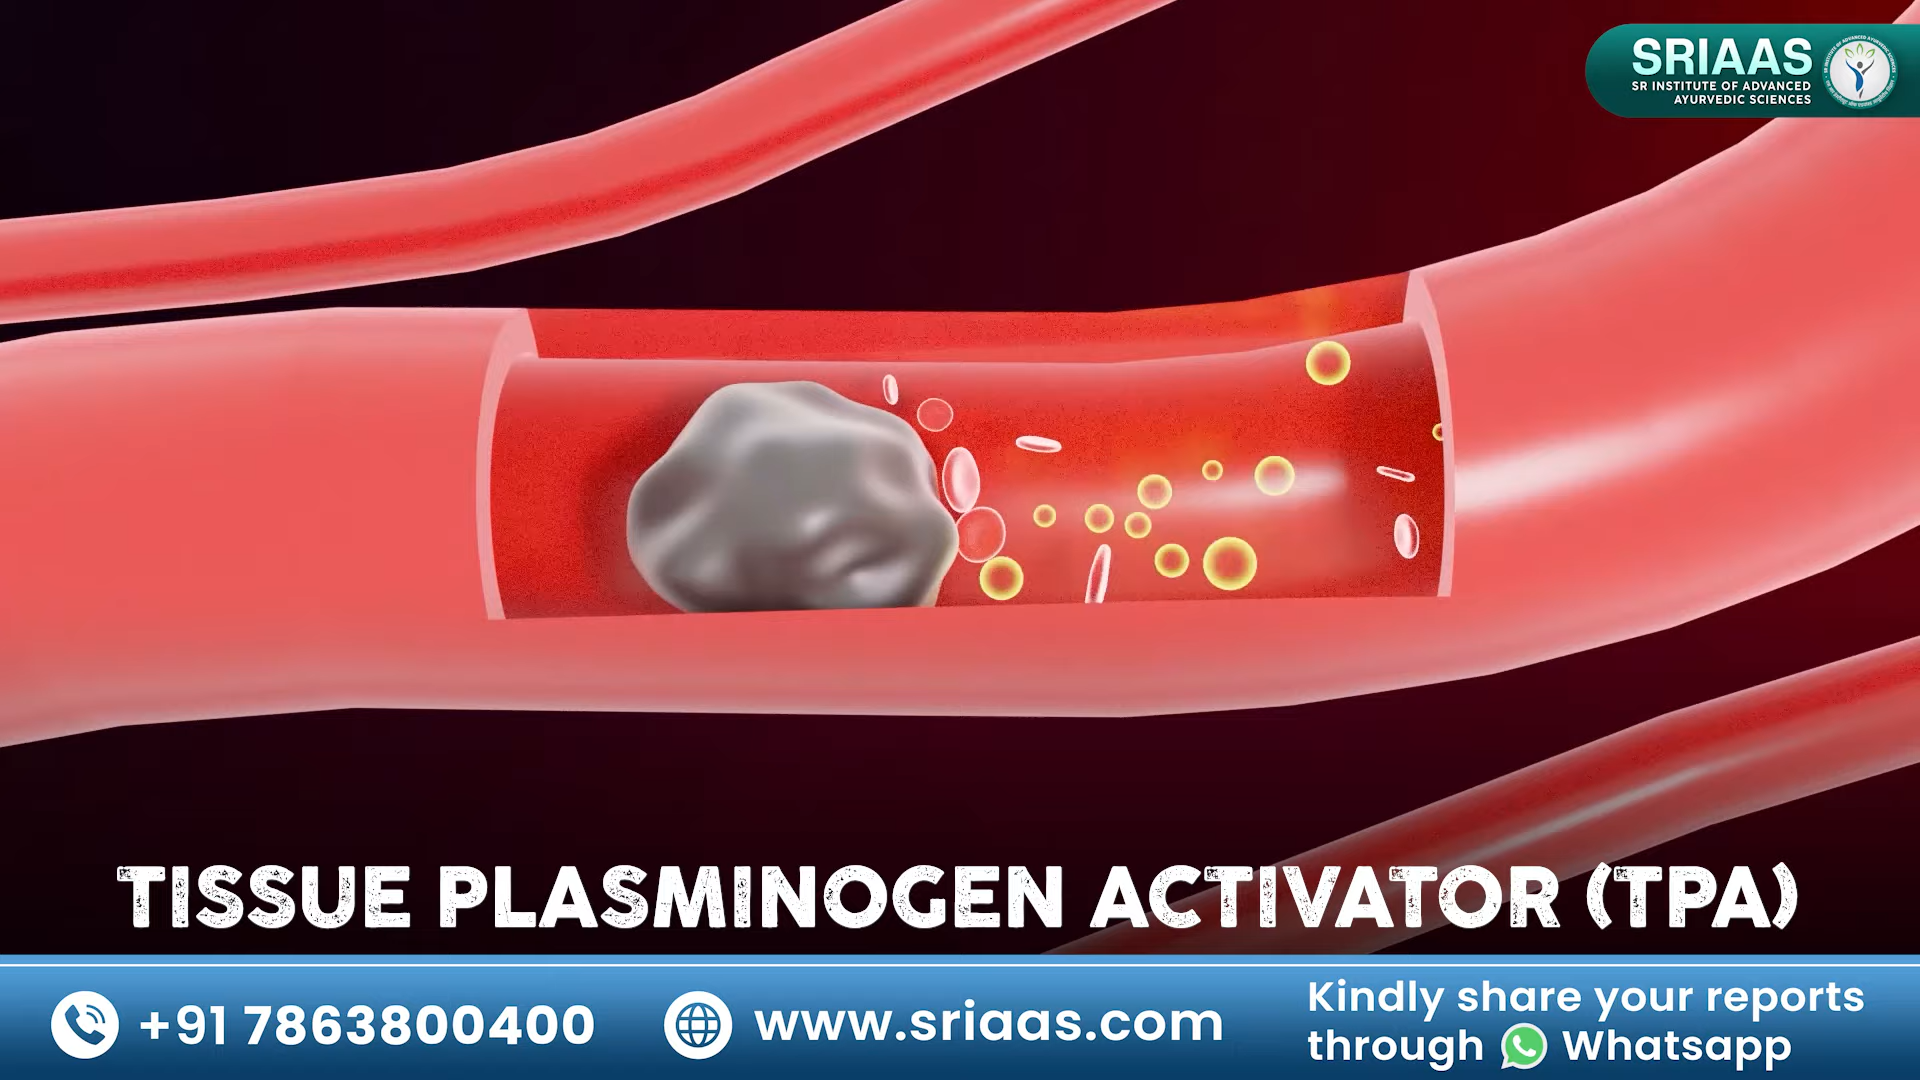 SRIAAS
SR INSTITUTE OF ADVANCED
AYURVEDIC SCIENCES
TISSUE PLASMINOGEN ACTIVATOR (TPA)
+91 7863800400
www.sriaas.com
Kindly share your reports
through Whatsapp